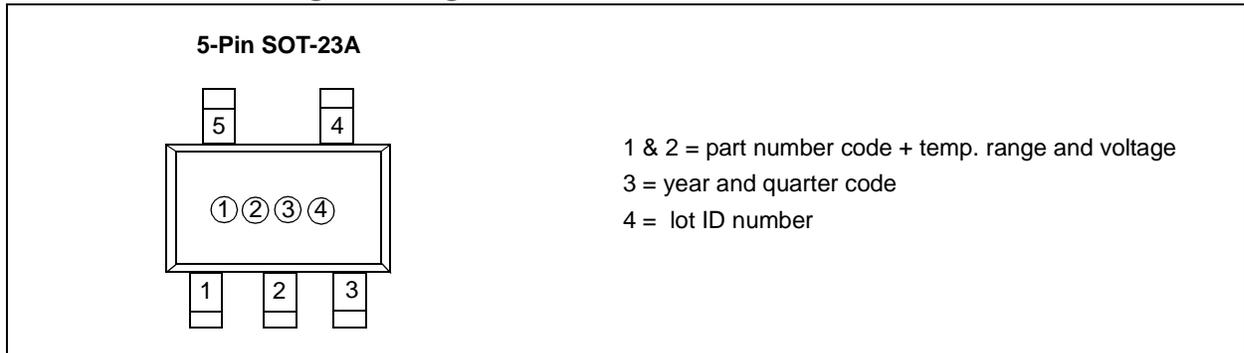 5-Pin SOT-23A
5 4
①②③④
1 2 3
1 & 2 = part number code + temp. range and voltage
3 = year and quarter code
4 = lot ID number